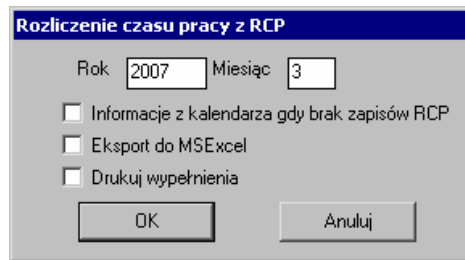 Rozliczenie czasu pracy z RCP
Rok 2007 Miesiąc 3
Informacje z kalendarza gdy brak zapisów RCP
Eksport do MSExcel
Drukuj wypełnienia
OK Anuluj